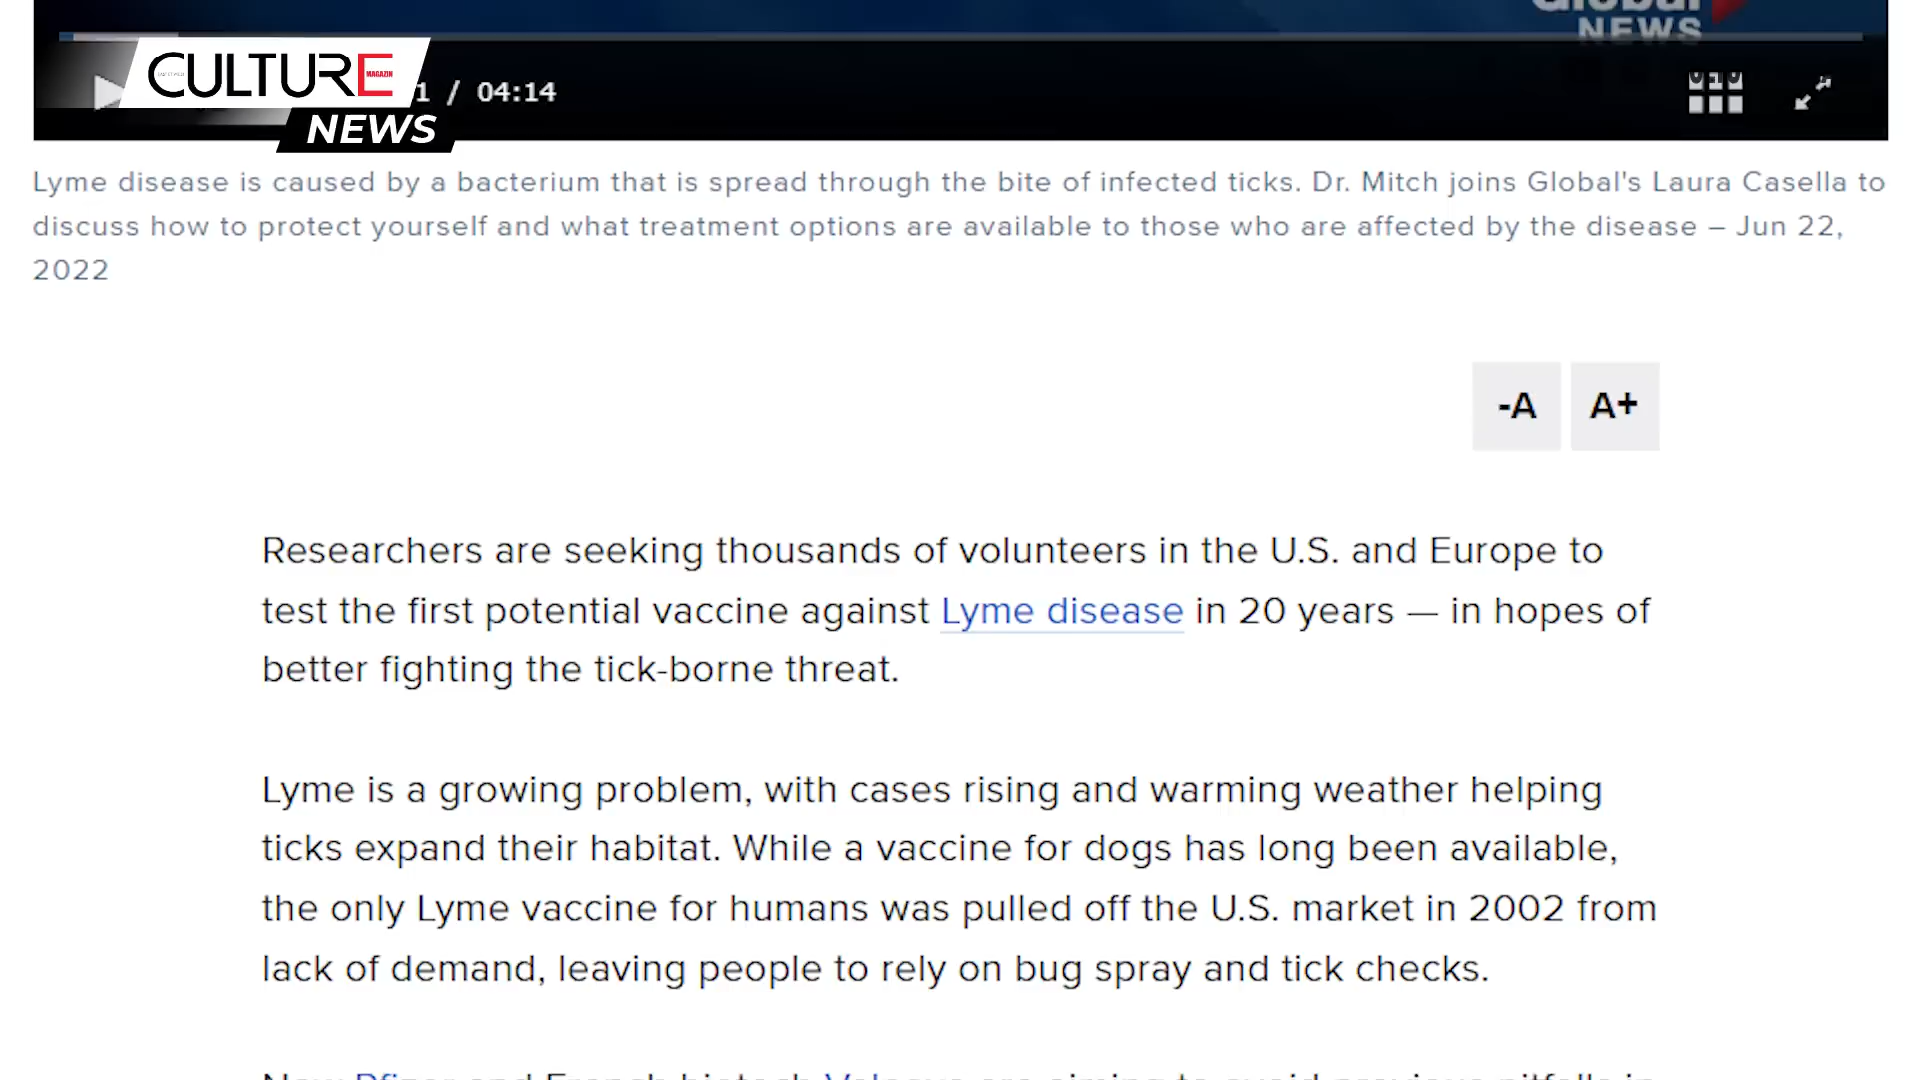 Global
NEWS
CULTURE
MAGAZIN
NEWS
1 / 04:14
Lyme disease is caused by a bacterium that is spread through the bite of infected ticks. Dr. Mitch joins Global's Laura Casella to
discuss how to protect yourself and what treatment options are available to those who are affected by the disease – Jun 22,
2022
-A A+
Researchers are seeking thousands of volunteers in the U.S. and Europe to
test the first potential vaccine against Lyme disease in 20 years — in hopes of
better fighting the tick-borne threat.
Lyme is a growing problem, with cases rising and warming weather helping
ticks expand their habitat. While a vaccine for dogs has long been available,
the only Lyme vaccine for humans was pulled off the U.S. market in 2002 from
lack of demand, leaving people to rely on bug spray and tick checks.
Now Pfizer and French biotech Valneva are aiming to avoid previous pitfalls in